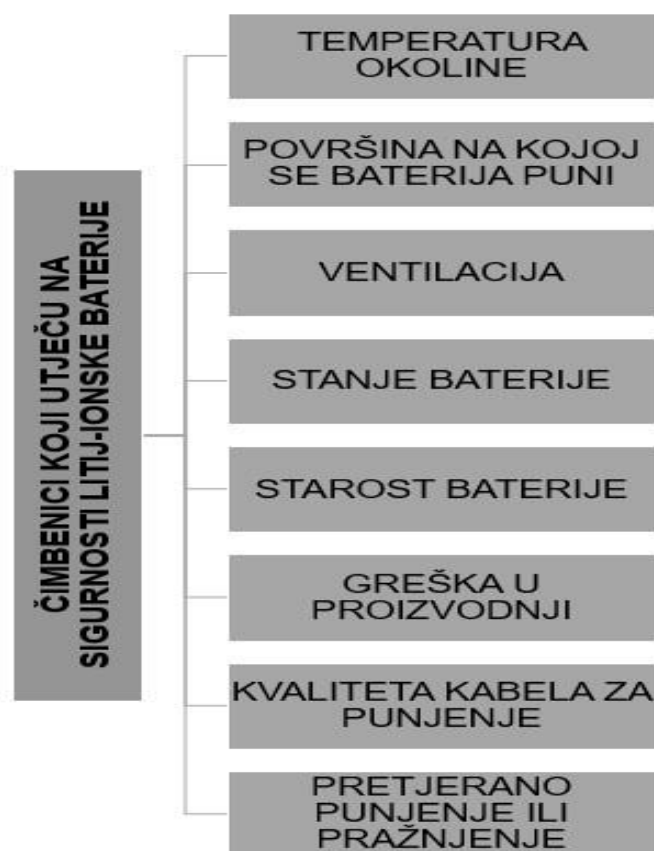 ČIMBENICI KOJI UTJEČU NA
SIGURNOSTI LITIJ-IONSKE BATERIJE
TEMPERATURA
OKOLINE
POVRŠINA NA KOJOJ
SE BATERIJA PUNI
VENTILACIJA
STANJE BATERIJE
STAROST BATERIJE
GREŠKA U
PROIZVODNJI
KVALITETA KABELA ZA
PUNJENJE
PRETJERANO
PUNJENJE ILI
PRAŽNJENJE